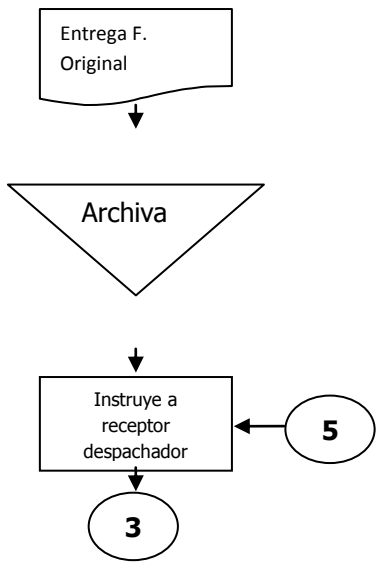 Entrega F.
Original
Archiva
Instruye a
receptor
despachador
5
3